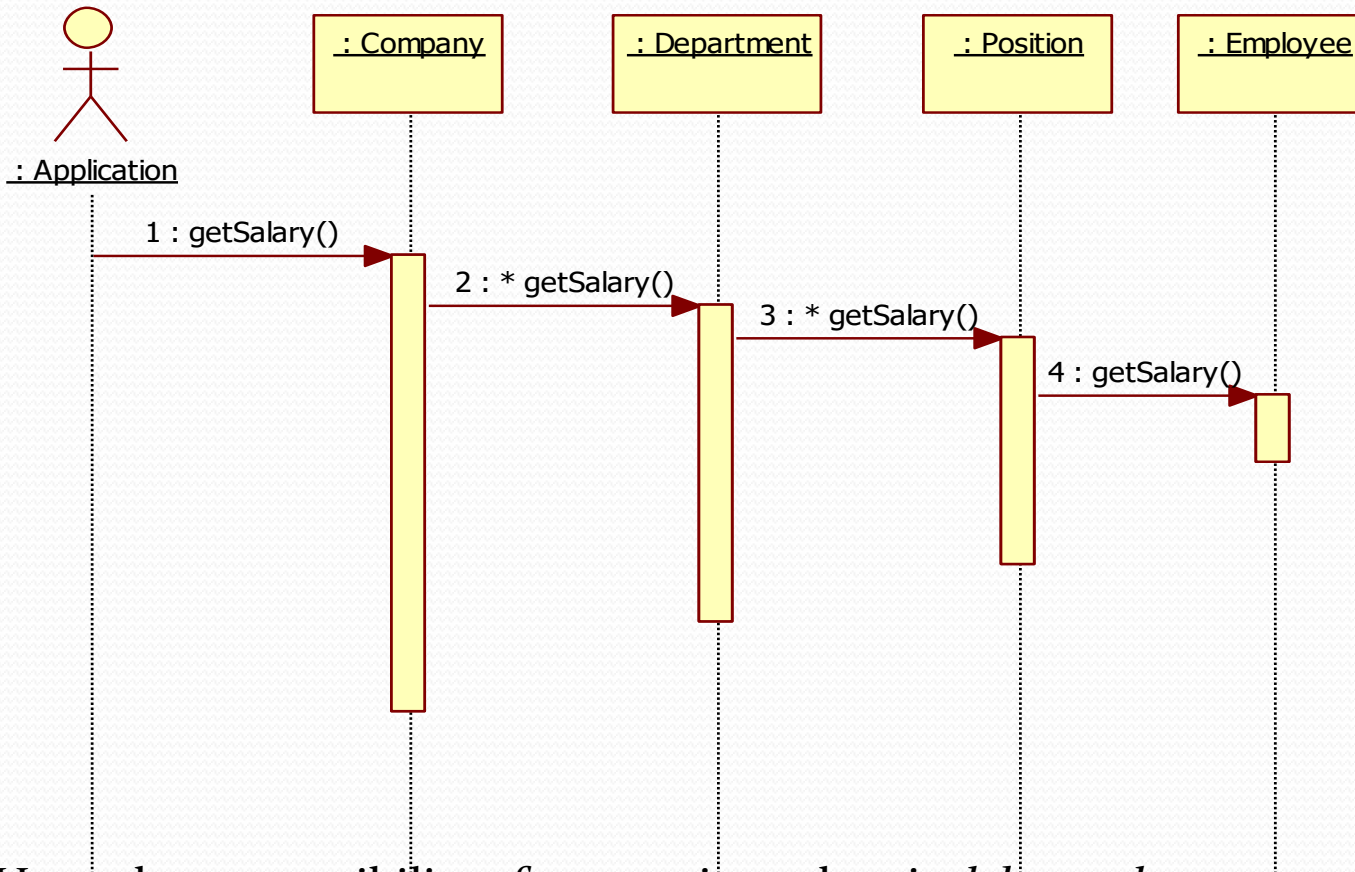 : Company
: Department
: Position
: Employee
: Application
1 : getSalary()
2 : * getSalary()
3 : * getSalary()
4 : getSalary()